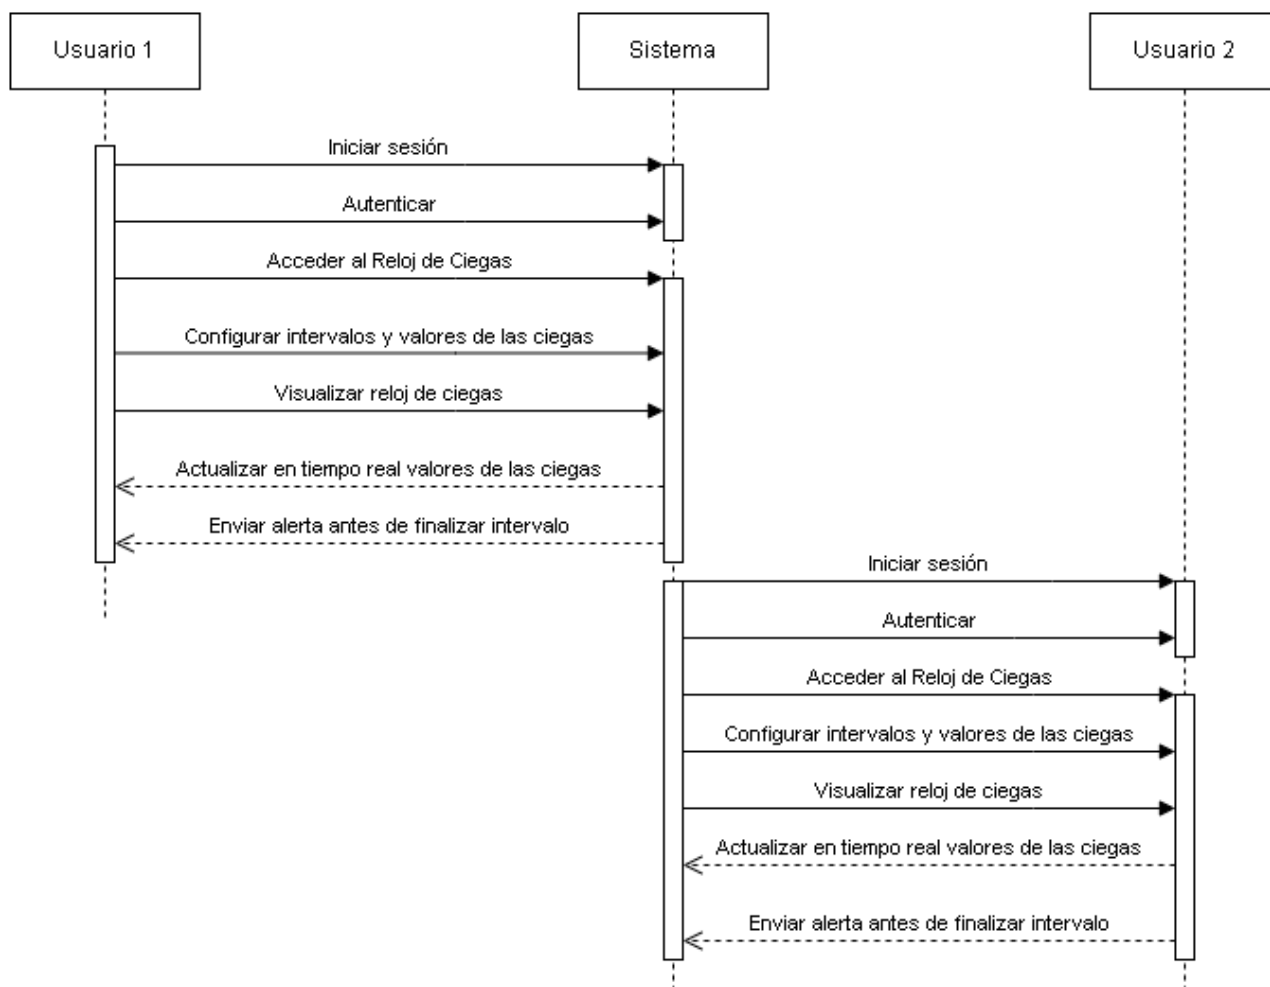 Usuario 1
Sistema
Usuario 2
Iniciar sesión
Autenticar
Acceder al Reloj de Ciegas
Configurar intervalos y valores de las ciegas
Visualizar reloj de ciegas
Actualizar en tiempo real valores de las ciegas
Enviar alerta antes de finalizar intervalo
Iniciar sesión
Autenticar
Acceder al Reloj de Ciegas
Configurar intervalos y valores de las ciegas
Visualizar reloj de ciegas
Actualizar en tiempo real valores de las ciegas
Enviar alerta antes de finalizar intervalo